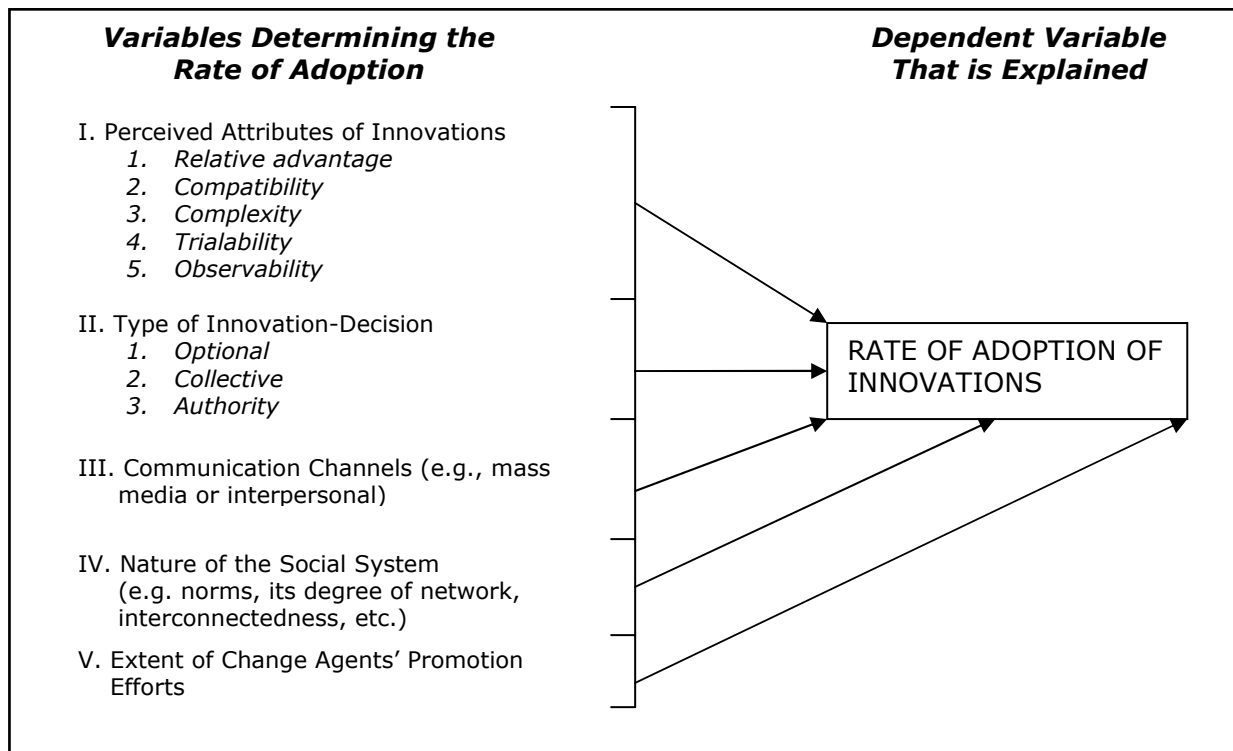 Variables Determining the
Rate of Adoption
Dependent Variable
That is Explained
I. Perceived Attributes of Innovations
1. Relative advantage
2. Compatibility
3. Complexity
4. Trialability
5. Observability
II. Type of Innovation-Decision
1. Optional
2. Collective
3. Authority
III. Communication Channels (e.g., mass
media or interpersonal)
IV. Nature of the Social System
(e.g. norms, its degree of network,
interconnectedness, etc.)
V. Extent of Change Agents’ Promotion
Efforts
RATE OF ADOPTION OF
INNOVATIONS